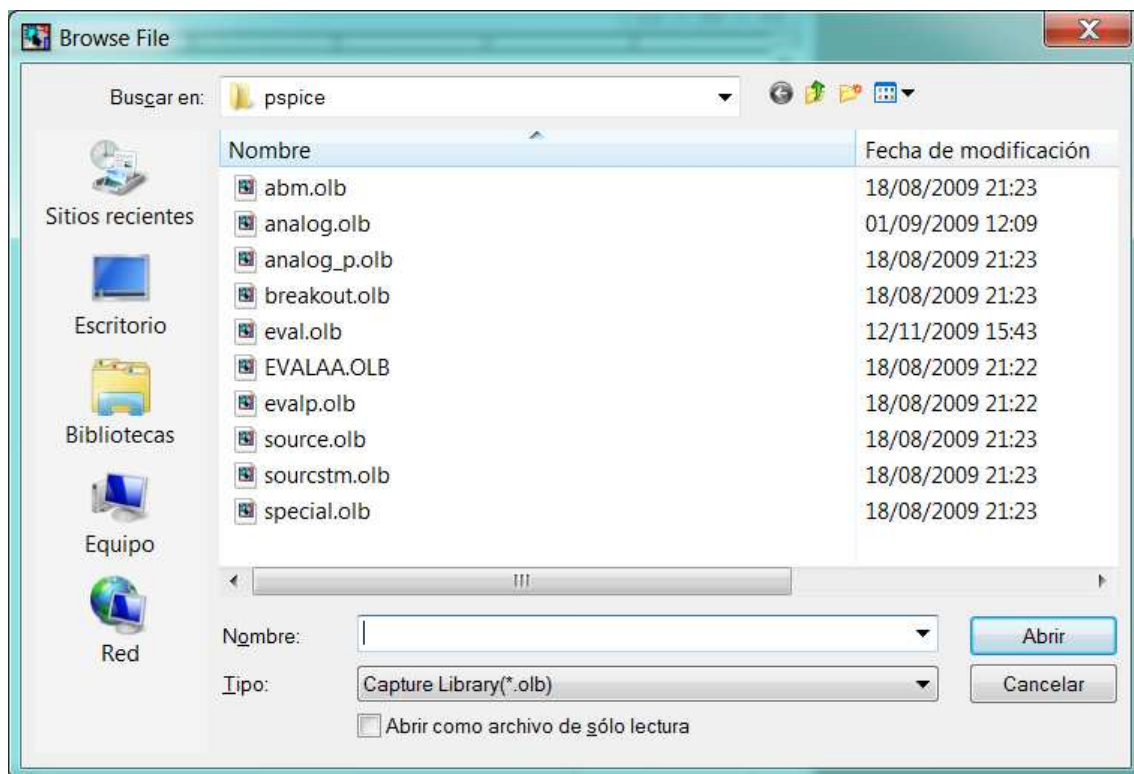 Browse File
Buscar en: pspice
Nombre Fecha de modificación
abm.olb 18/08/2009 21:23
analog.olb 01/09/2009 12:09
analog_p.olb 18/08/2009 21:23
breakout.olb 18/08/2009 21:23
eval.olb 12/11/2009 15:43
EVALAA.OLB 18/08/2009 21:22
evalp.olb 18/08/2009 21:22
source.olb 18/08/2009 21:23
sourcstm.olb 18/08/2009 21:23
special.olb 18/08/2009 21:23
Sitios recientes
Escritorio
Bibliotecas
Equipo
Red
Nombre: Abrir
Tipo: Capture Library(*.olb) Cancelar
Abrir como archivo de sólo lectura